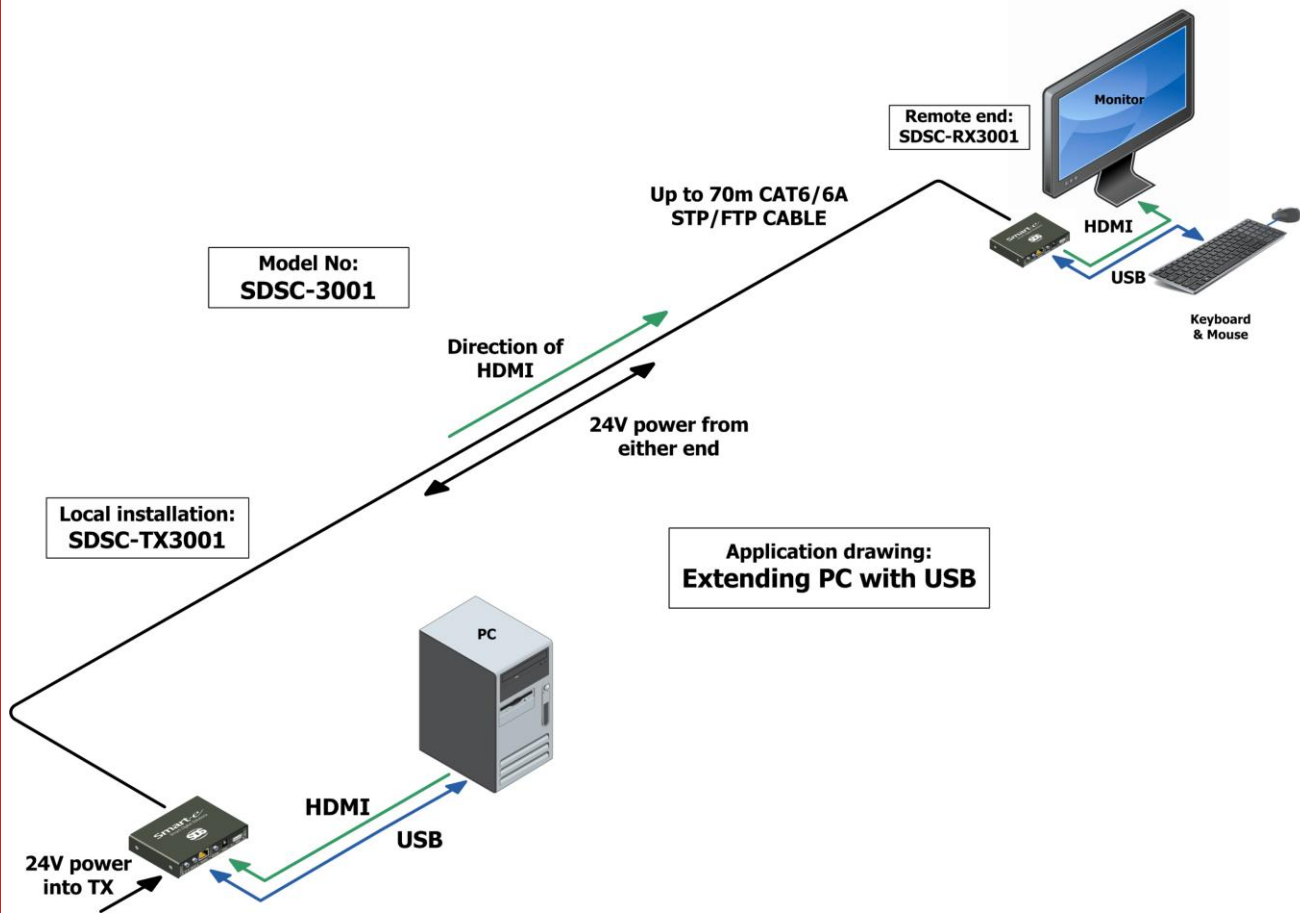 Monitor
Remote end:
SDSC-RX3001
Up to 70m CAT6/6A
STP/FTP CABLE
HDMI
USB
Keyboard
& Mouse
Model No:
SDSC-3001
Direction of
HDMI
24V power from
either end
Local installation:
SDSC-TX3001
Application drawing:
Extending PC with USB
PC
HDMI
USB
smart-e
SDS
24V power
into TX